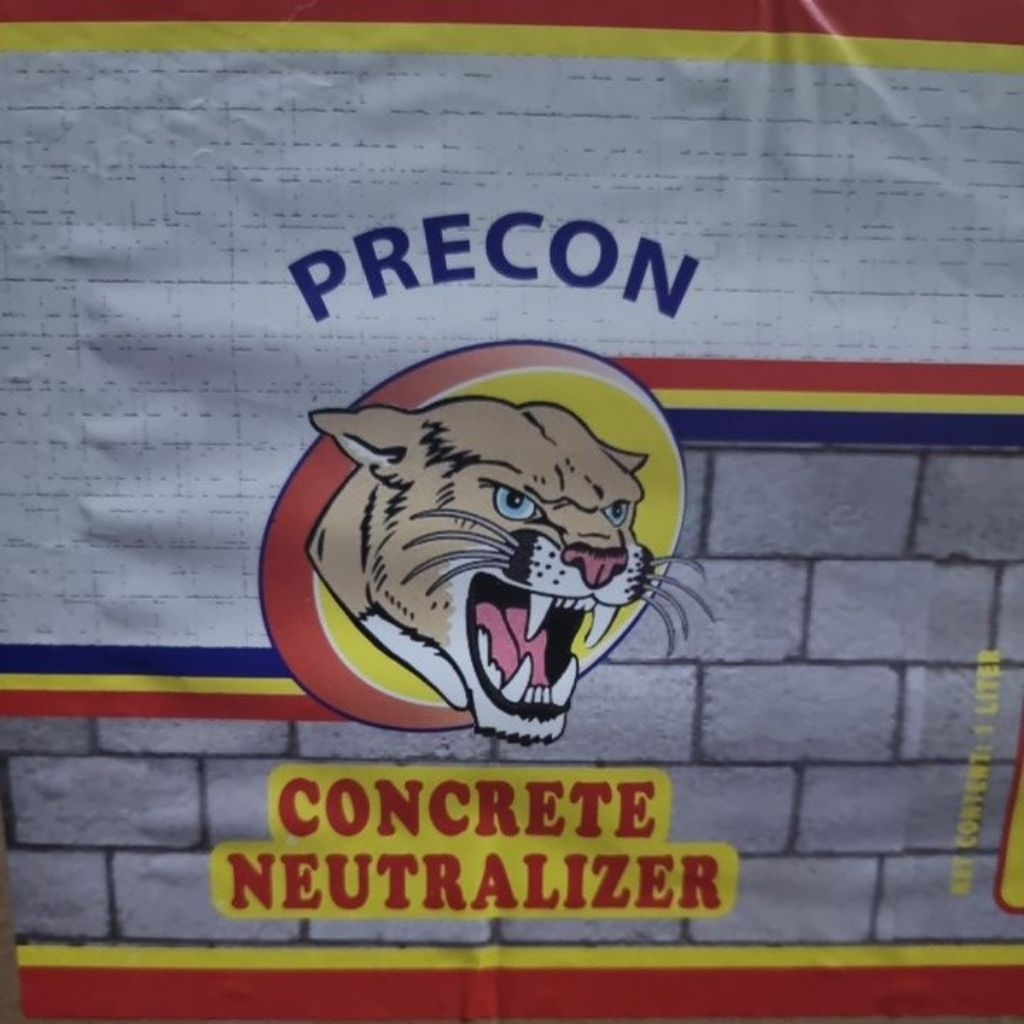 PRECON
CONCRETE
NEUTRALIZER
NET CONTENT: 1 LITER